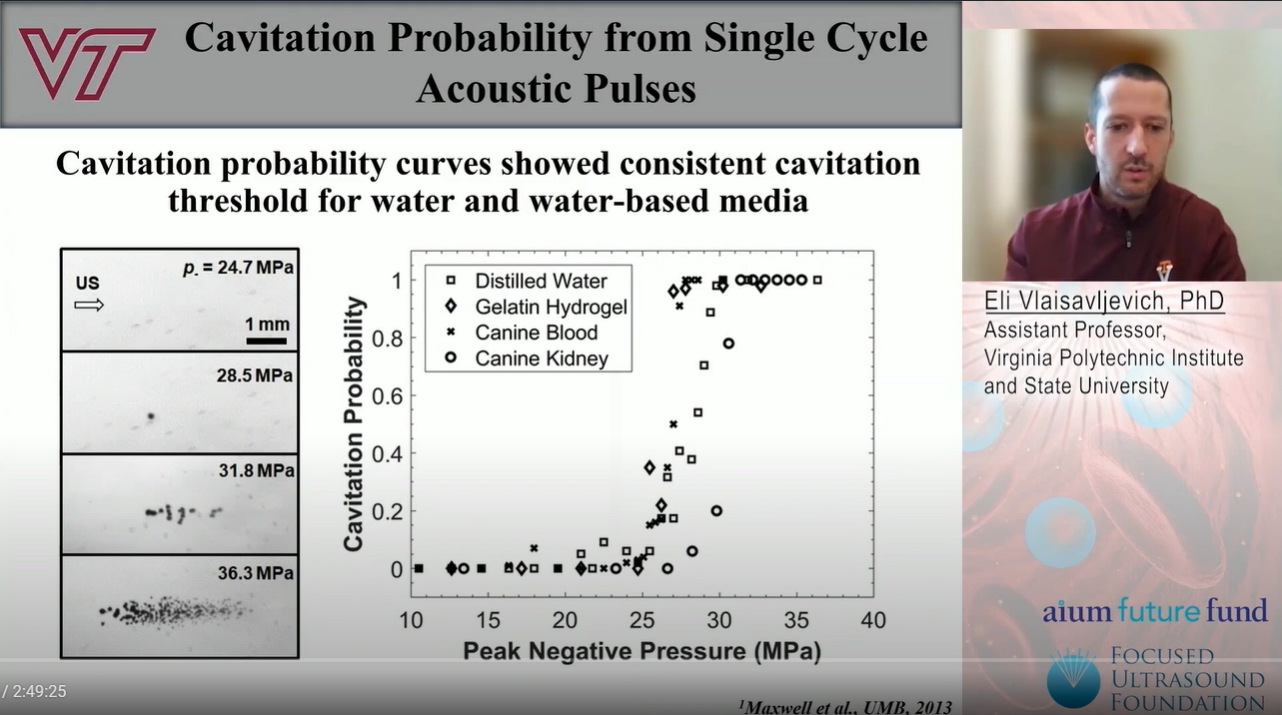 VT
Cavitation Probability from Single Cycle
Acoustic Pulses
Cavitation probability curves showed consistent cavitation
threshold for water and water-based media
p- = 24.7 MPa
US
1 mm
28.5 MPa
31.8 MPa
36.3 MPa
Distilled Water
Gelatin Hydrogel
Canine Blood
Canine Kidney
Cavitation Probability
1
0.8
0.6
0.4
0.2
0
10 15 20 25 30 35 40
Peak Negative Pressure (MPa)
1Maxwell et al., UMB, 2013
/ 2:49:25
Eli Vlaisavljevich, PhD
Assistant Professor,
Virginia Polytechnic Institute
and State University
aium future fund
FOCUSED
ULTRASOUND
FOUNDATION